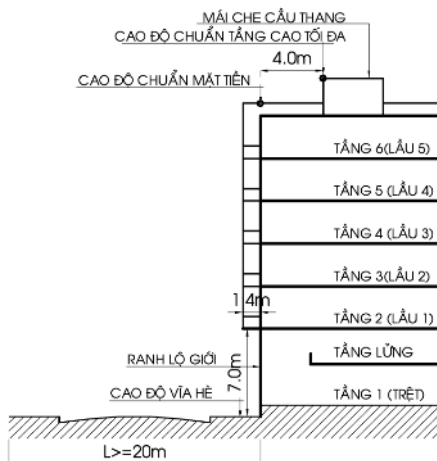 MÁI CHE CẦU THANG
CAO ĐỘ CHUẨN TẦNG CAO TỐI ĐA
4.0m
CAO ĐỘ CHUẨN MẶT TIỀN
TẦNG 6(LẦU 5)
TẦNG 5 (LẦU 4)
TẦNG 4 (LẦU 3)
TẦNG 3(LẦU 2)
1.4m
TẦNG 2 (LẦU 1)
TẦNG LỬNG
RANH LỘ GIỚI
7.0m
CAO ĐỘ VĨA HÈ
TẦNG 1 (TRỆT)
L>=20m